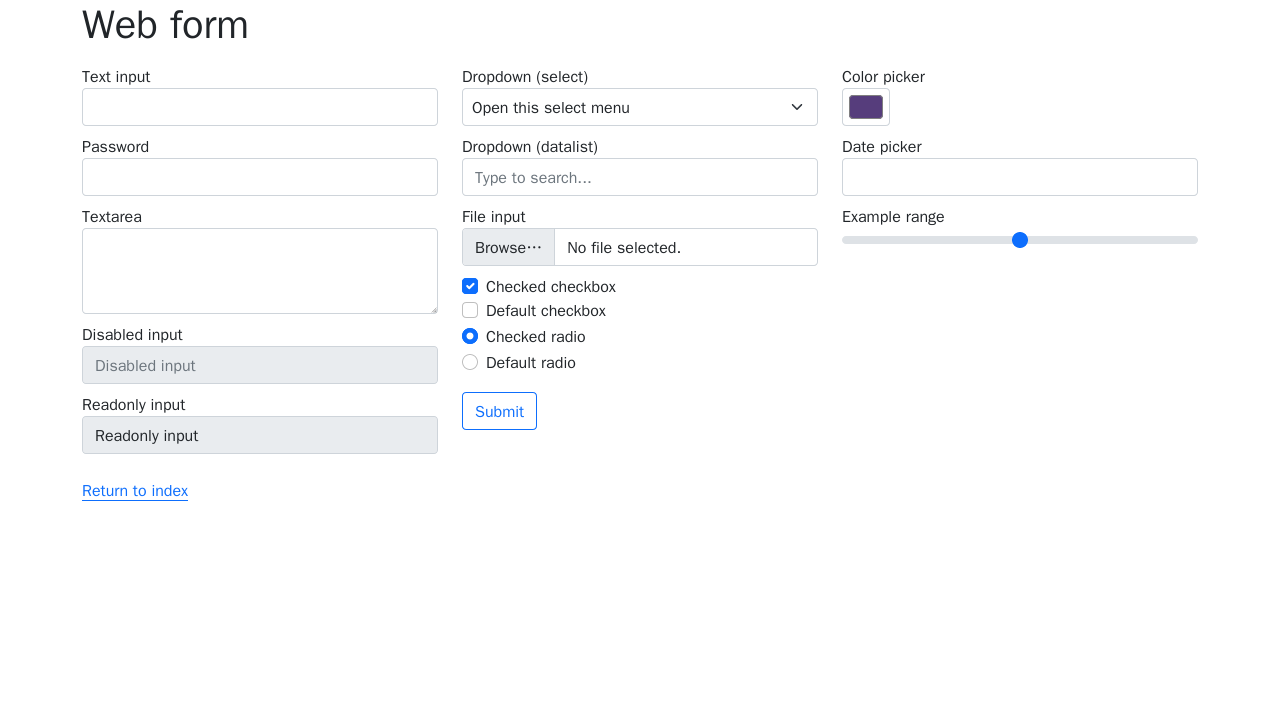 Web form
Text input
Password
Textarea
Disabled input
Disabled input
Readonly input
Readonly input
Return to index
Dropdown (select)
Open this select menu
Dropdown (datalist)
Type to search...
File input
Browse… No file selected.
Checked checkbox
Default checkbox
Checked radio
Default radio
Submit
Color picker
Date picker
Example range